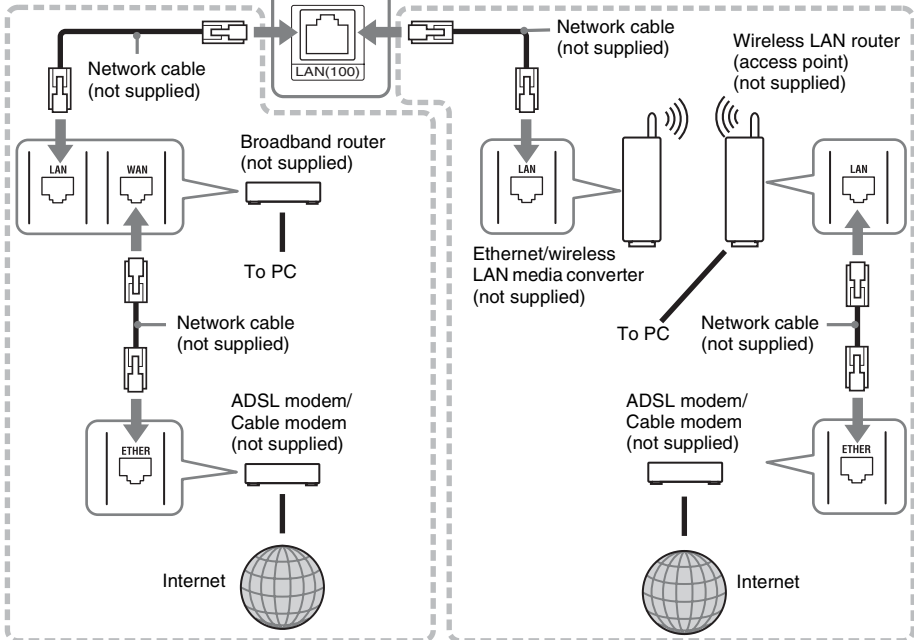 LAN(100)
Network cable
(not supplied)
LAN
WAN
Broadband router
(not supplied)
To PC
Network cable
(not supplied)
ADSL modem/
Cable modem
(not supplied)
ETHER
Internet
Network cable
(not supplied)
Wireless LAN router
(access point)
(not supplied)
LAN
LAN
Ethernet/wireless
LAN media converter
(not supplied)
To PC
Network cable
(not supplied)
ADSL modem/
Cable modem
(not supplied)
ETHER
Internet